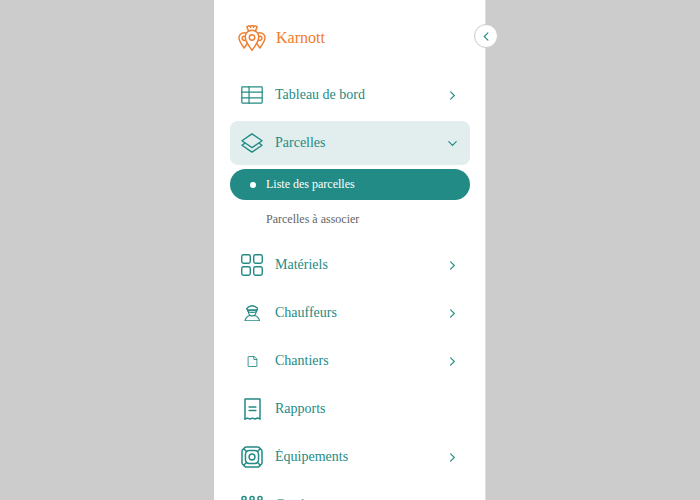 Karnott
Tableau de bord
Parcelles
Liste des parcelles
Parcelles à associer
Matériels
Chauffeurs
Chantiers
Rapports
Équipements